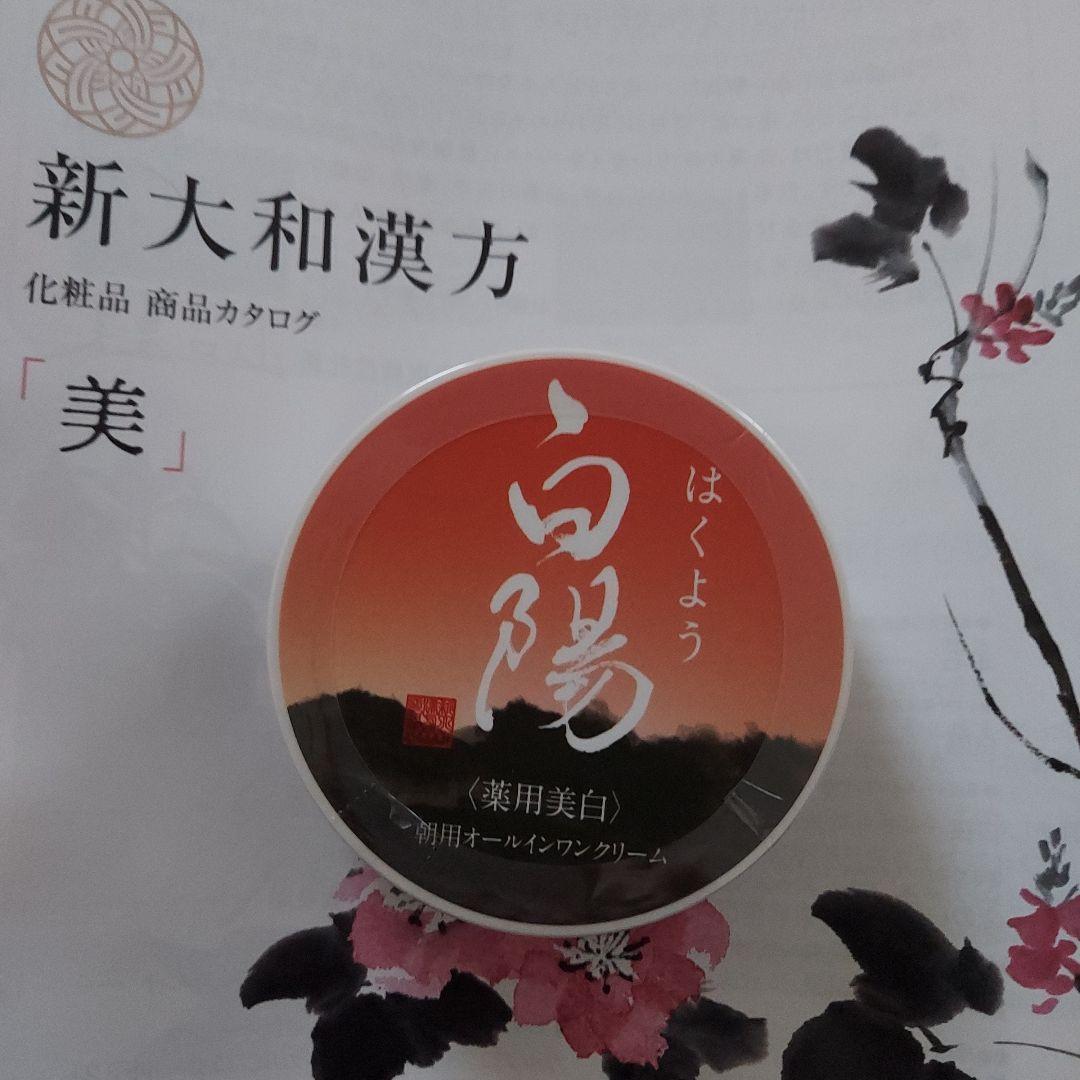 新大和漢方
化粧品 商品カタログ
「美」
白陽
はくよう
〈薬用美白〉
朝用オールインワンクリーム